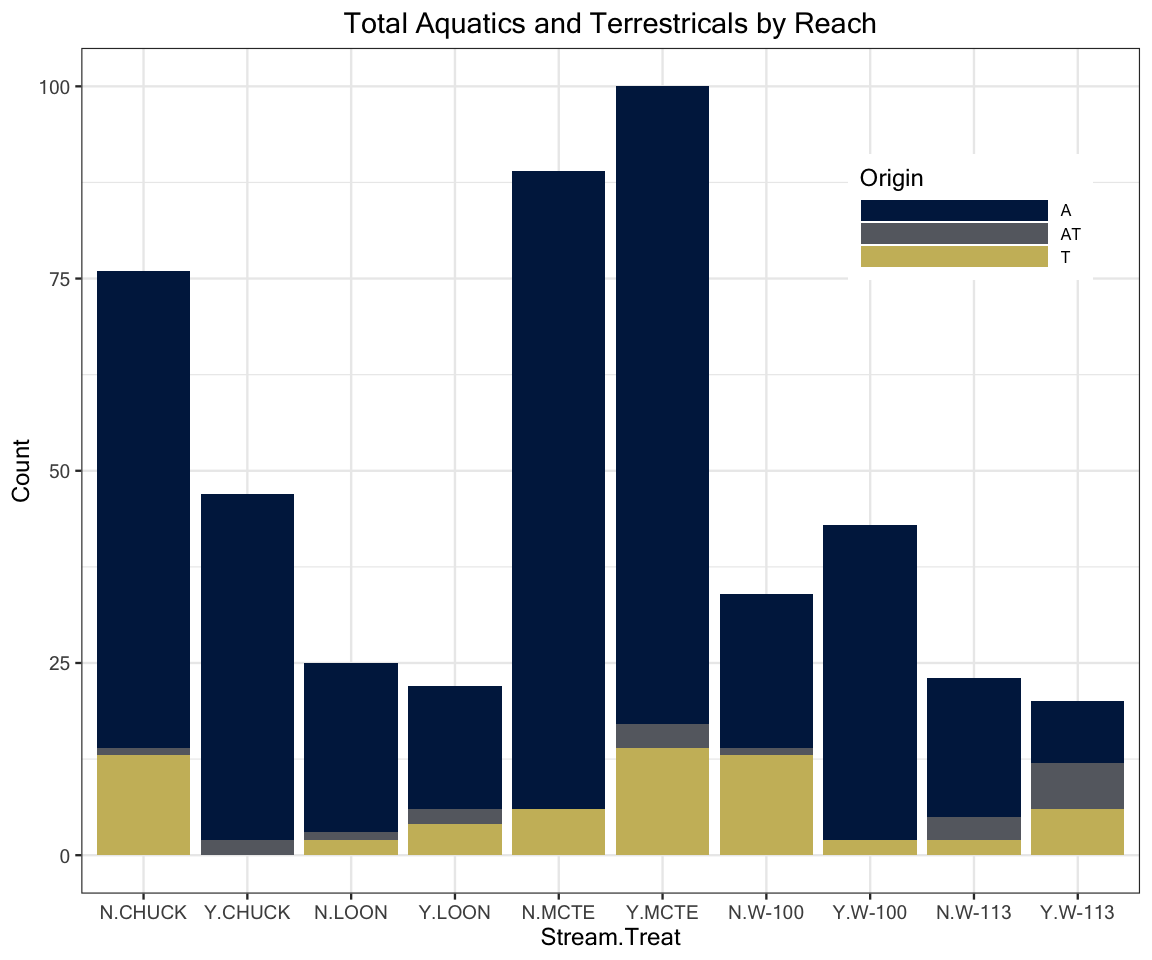 Total Aquatics and Terrestricals by Reach
100
75
50
25
0
Count
Origin
A
AT
T
N.CHUCK Y.CHUCK N.LOON Y.LOON N.MCTE Y.MCTE N.W-100 Y.W-100 N.W-113 Y.W-113
Stream.Treat